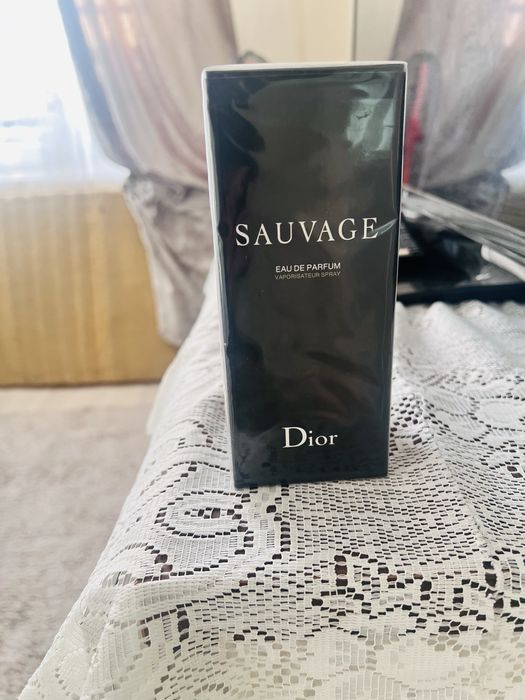 SAUVAGE
EAU DE PARFUM
VAPORISATEUR SPRAY
Dior